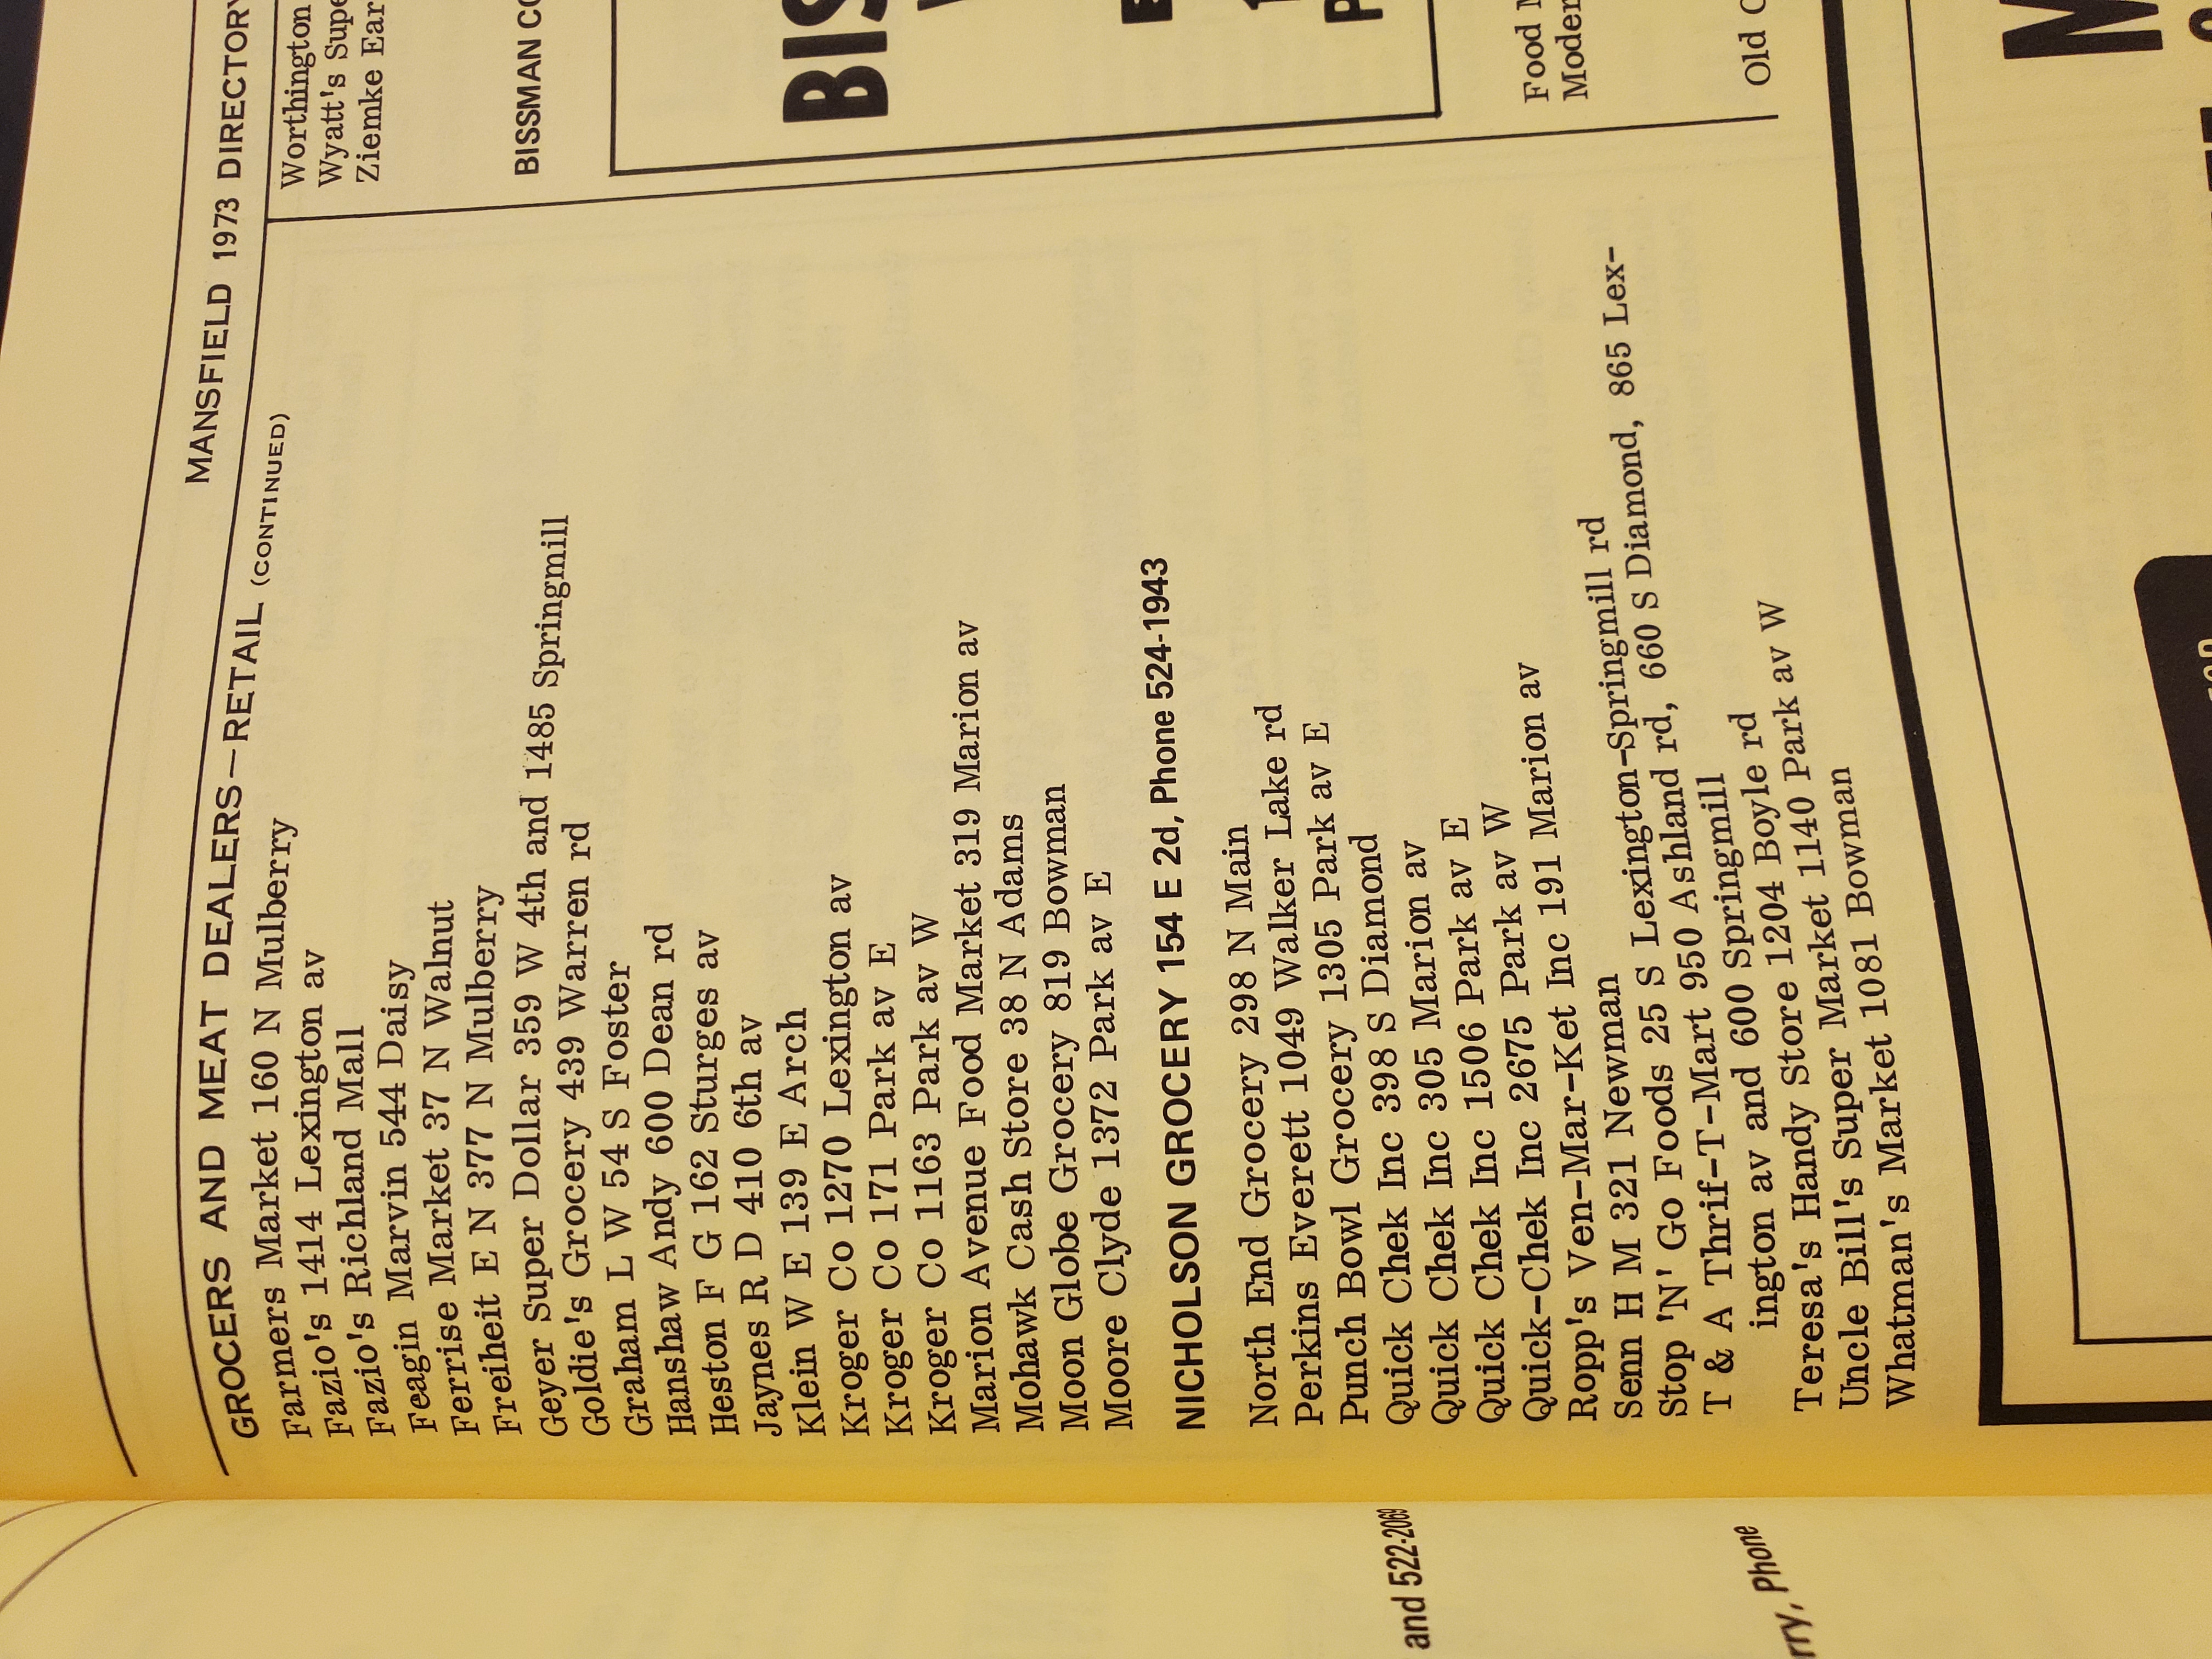 MANSFIELD 1973 DIRECTORY
GROCERS AND MEAT DEALERS—RETAIL (CONTINUED)
Farmers Market 160 N Mulberry
Fazio's 1414 Lexington av
Fazio's Richland Mall
Feagin Marvin 544 Daisy
Ferrise Market 37 N Walnut
Freiheit E N 377 N Mulberry
Geyer Super Dollar 359 W 4th and 1485 Springmill
Goldie's Grocery 439 Warren rd
Graham L W 54 S Foster
Hanshaw Andy 600 Dean rd
Heston F G 162 Sturges av
Jaynes R D 410 6th av
Klein W E 139 E Arch
Kroger Co 1270 Lexington av
Kroger Co 171 Park av E
Kroger Co 1163 Park av W
Marion Avenue Food Market 319 Marion av
Mohawk Cash Store 38 N Adams
Moon Globe Grocery 819 Bowman
Moore Clyde 1372 Park av E
NICHOLSON GROCERY 154 E 2d, Phone 524-1943
North End Grocery 298 N Main
Perkins Everett 1049 Walker Lake rd
Punch Bowl Grocery 1305 Park av E
Quick Chek Inc 398 S Diamond
Quick Chek Inc 305 Marion av
Quick Chek Inc 1506 Park av E
Quick-Chek Inc 2675 Park av W
Ropp's Ven-Mar-Ket Inc 191 Marion av
Senn H M 321 Newman
Stop 'N' Go Foods 25 S Lexington-Springmill rd
T & A Thrif-T-Mart 950 Ashland rd, 660 S Diamond, 865 Lex-
ington av and 600 Springmill
Teresa's Handy Store 1204 Boyle rd
Uncle Bill's Super Market 1140 Park av W
Whatman's Market 1081 Bowman
Worthington
Wyatt's Supe
Ziemke Ear
BISSMAN CO
BIS
Food M
Moder
Old C
and 522-2069
rry, Phone